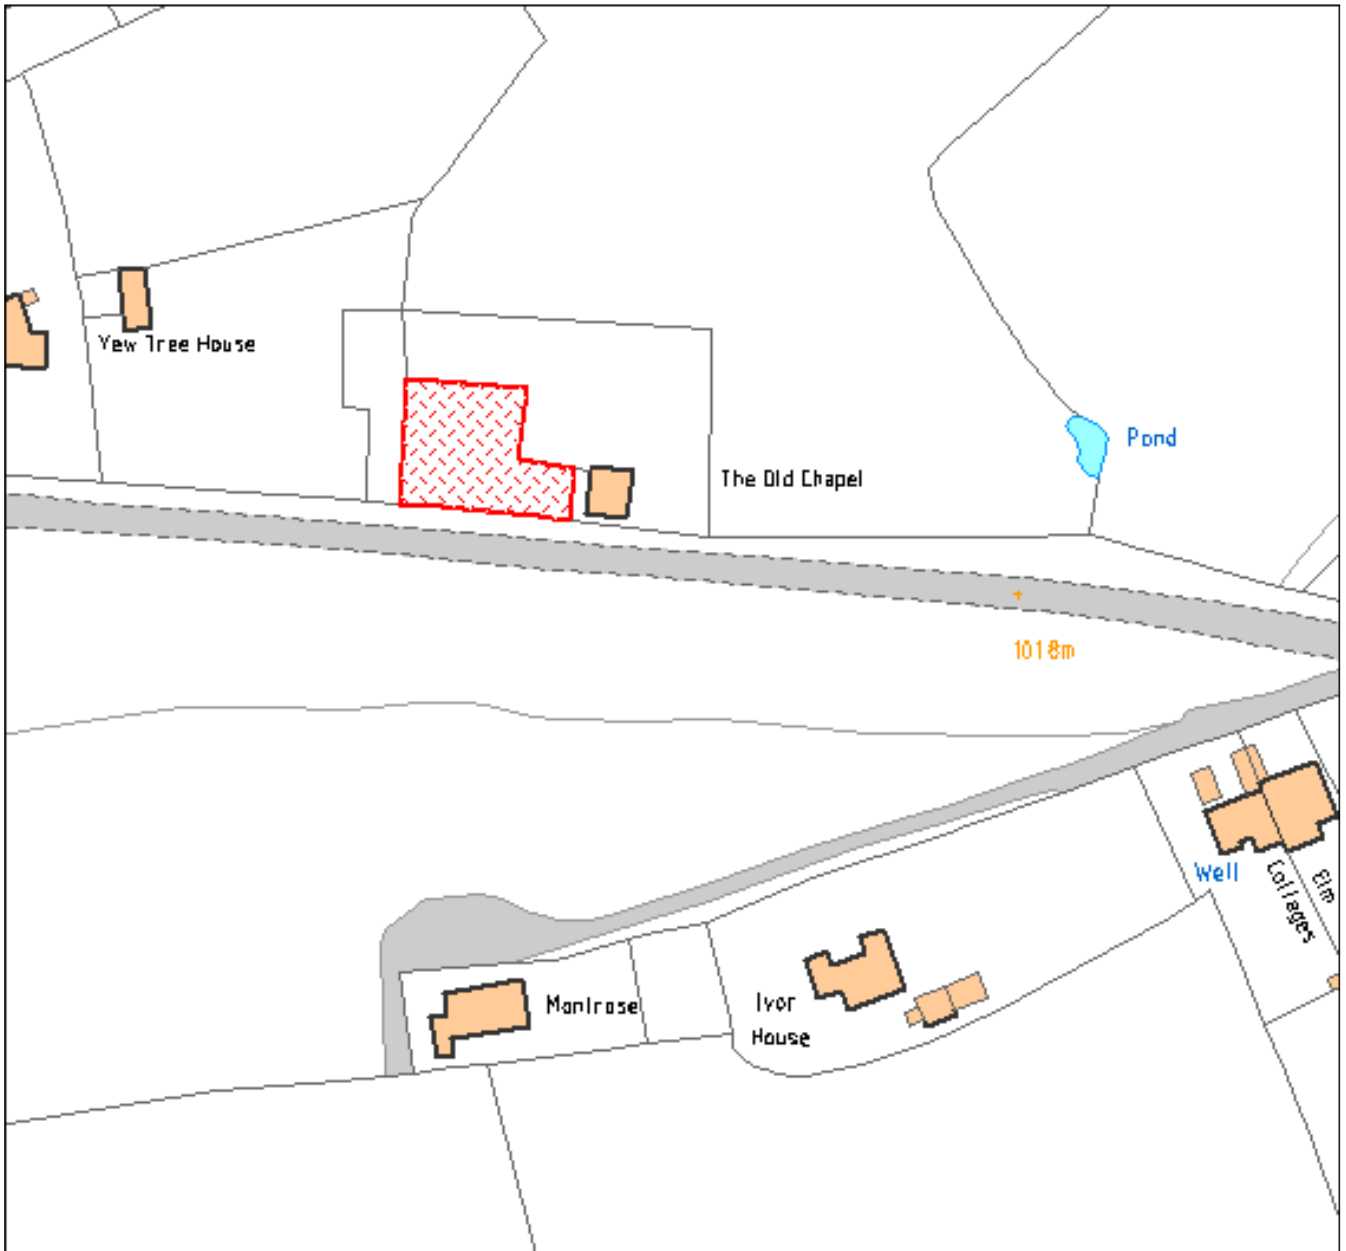 Yew Tree House
Pond
The Old Chapel
101.8m
Well
Elm
Cottages
Montrose
Ivor
House